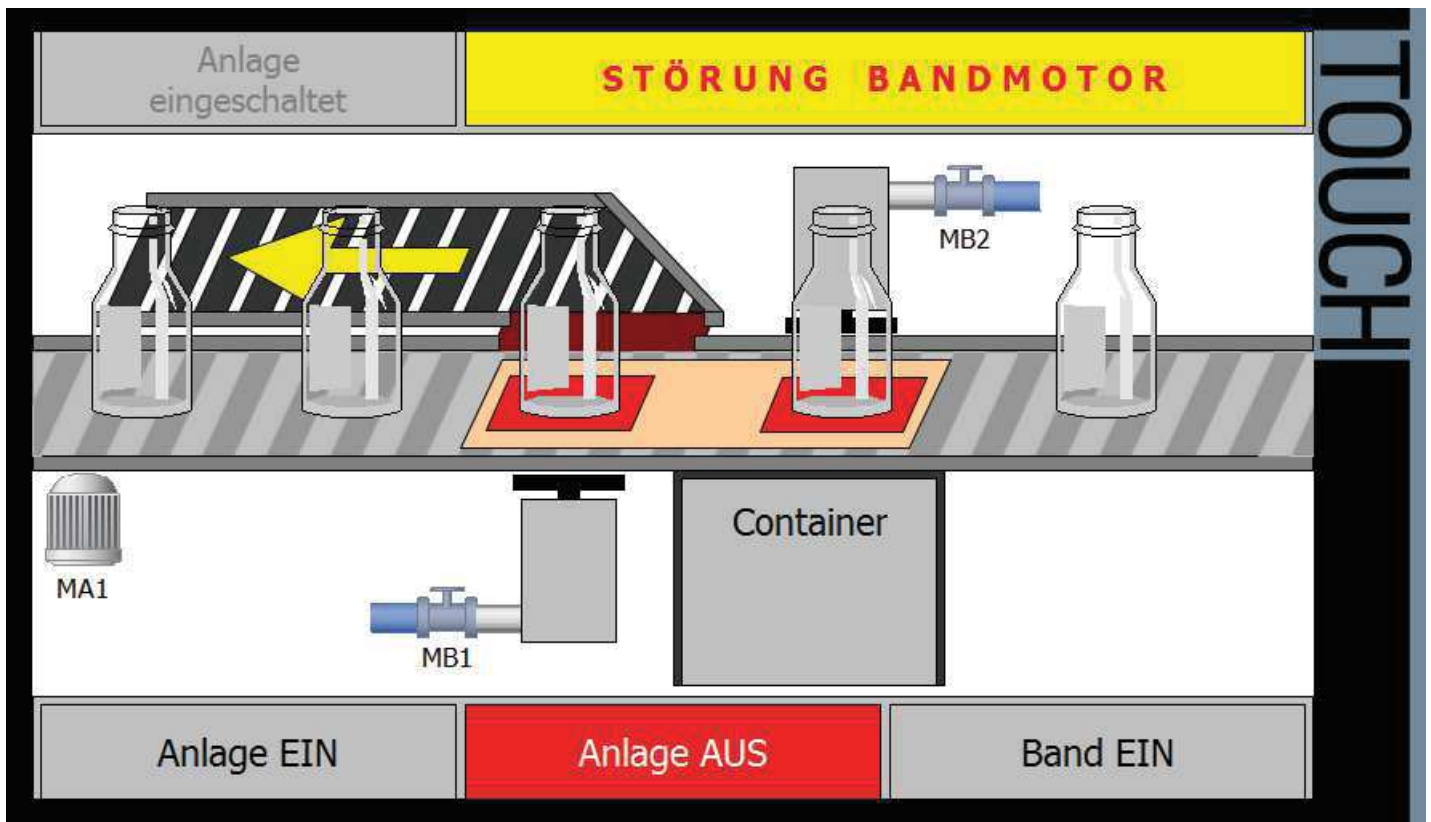 Anlage
eingeschaltet
STÖRUNG BANDMOTOR
TOUCH
MB2
Container
MA1
MB1
Anlage EIN
Anlage AUS
Band EIN